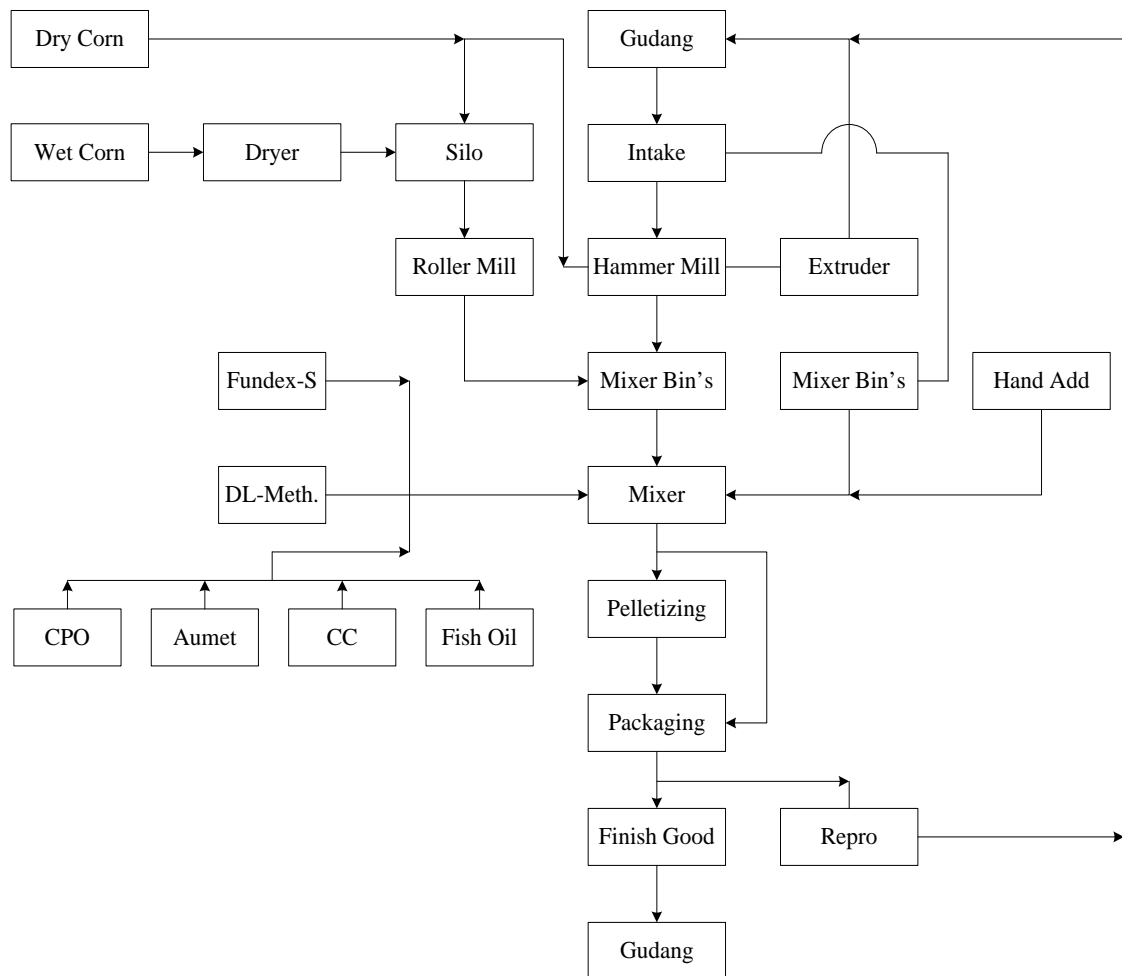 Dry Corn
Gudang
Wet Corn
Dryer
Silo
Intake
Roller Mill
Hammer Mill
Extruder
Fundex-S
Mixer Bin’s
Mixer Bin’s
Hand Add
DL-Meth.
Mixer
Pelletizing
CPO
Aumet
CC
Fish Oil
Packaging
Finish Good
Repro
Gudang